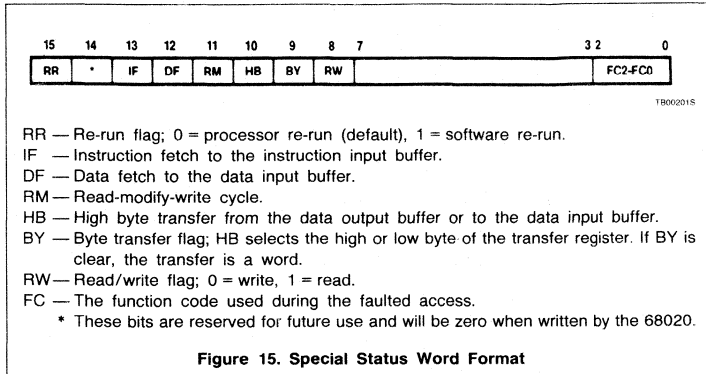 15 14 13 12 11 10 9 8 7 3 2 0
RR * IF DF RM HB BY RW FC2-FC0
TB00201S
RR — Re-run flag; 0 = processor re-run (default), 1 = software re-run.
IF — Instruction fetch to the instruction input buffer.
DF — Data fetch to the data input buffer.
RM — Read-modify-write cycle.
HB — High byte transfer from the data output buffer or to the data input buffer.
BY — Byte transfer flag; HB selects the high or low byte of the transfer register. If BY is
clear, the transfer is a word.
RW — Read/write flag; 0 = write, 1 = read.
FC — The function code used during the faulted access.
* These bits are reserved for future use and will be zero when written by the 68020.
Figure 15. Special Status Word Format